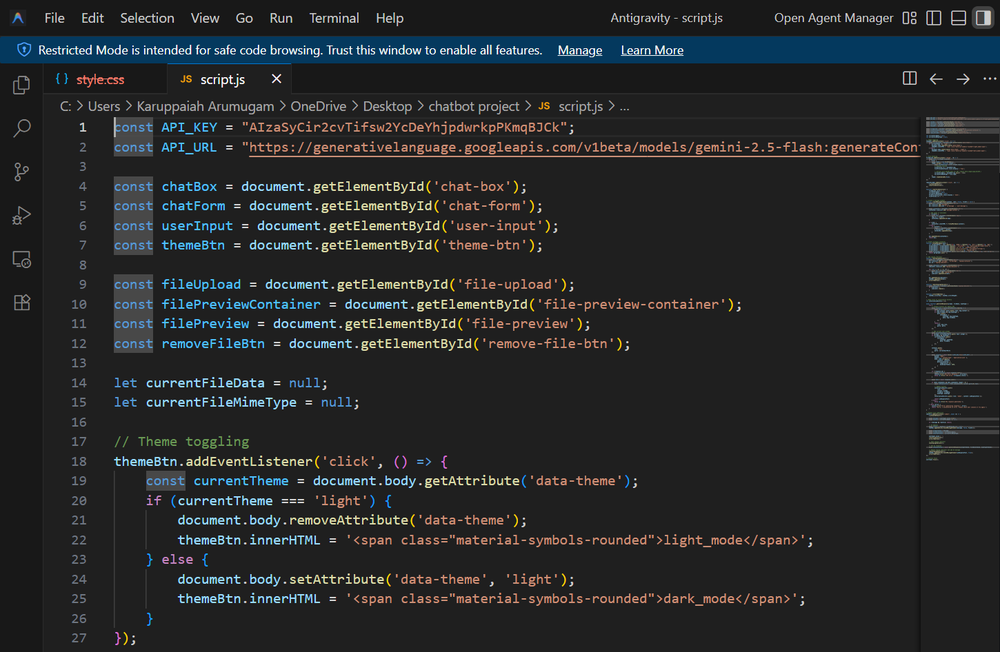 File Edit Selection View Go Run Terminal Help Antigravity - script.js Open Agent Manager
Restricted Mode is intended for safe code browsing. Trust this window to enable all features. Manage Learn More
{ } style.css JS script.js
C: > Users > Karuppaiah Arumugam > OneDrive > Desktop > chatbot project > JS script.js > ...
1 const API_KEY = "AIzaSyCir2cvTifsw2YcDeYhjpdwrkpPKmqBJCk";
2 const API_URL = "https://generativelanguage.googleapis.com/v1beta/models/gemini-2.5-flash:generateCon
3
4 const chatBox = document.getElementById('chat-box');
5 const chatForm = document.getElementById('chat-form');
6 const userInput = document.getElementById('user-input');
7 const themeBtn = document.getElementById('theme-btn');
8
9 const fileUpload = document.getElementById('file-upload');
10 const filePreviewContainer = document.getElementById('file-preview-container');
11 const filePreview = document.getElementById('file-preview');
12 const removeFileBtn = document.getElementById('remove-file-btn');
13
14 let currentFileData = null;
15 let currentFileMimeType = null;
16
17 // Theme toggling
18 themeBtn.addEventListener('click', () => {
19 const currentTheme = document.body.getAttribute('data-theme');
20 if (currentTheme === 'light') {
21 document.body.removeAttribute('data-theme');
22 themeBtn.innerHTML = '<span class="material-symbols-rounded">light_mode</span>';
23 } else {
24 document.body.setAttribute('data-theme', 'light');
25 themeBtn.innerHTML = '<span class="material-symbols-rounded">dark_mode</span>';
26 }
27 });